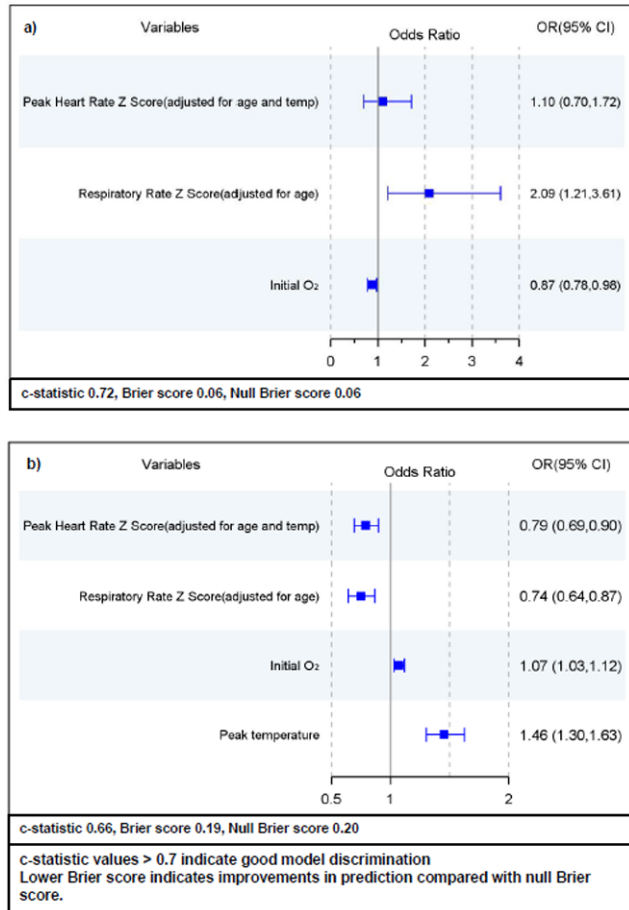 a) Variables Odds Ratio OR(95% CI)
Peak Heart Rate Z Score(adjusted for age and temp) 1.10 (0.70,1.72)
Respiratory Rate Z Score(adjusted for age) 2.09 (1.21,3.61)
Initial O₂ 0.87 (0.78,0.98)
0 1 2 3 4
c-statistic 0.72, Brier score 0.06, Null Brier score 0.06
b) Variables Odds Ratio OR(95% CI)
Peak Heart Rate Z Score(adjusted for age and temp) 0.79 (0.69,0.90)
Respiratory Rate Z Score(adjusted for age) 0.74 (0.64,0.87)
Initial O₂ 1.07 (1.03,1.12)
Peak temperature 1.46 (1.30,1.63)
0.5 1 2
c-statistic 0.66, Brier score 0.19, Null Brier score 0.20
c-statistic values > 0.7 indicate good model discrimination
Lower Brier score indicates improvements in prediction compared with null Brier
score.